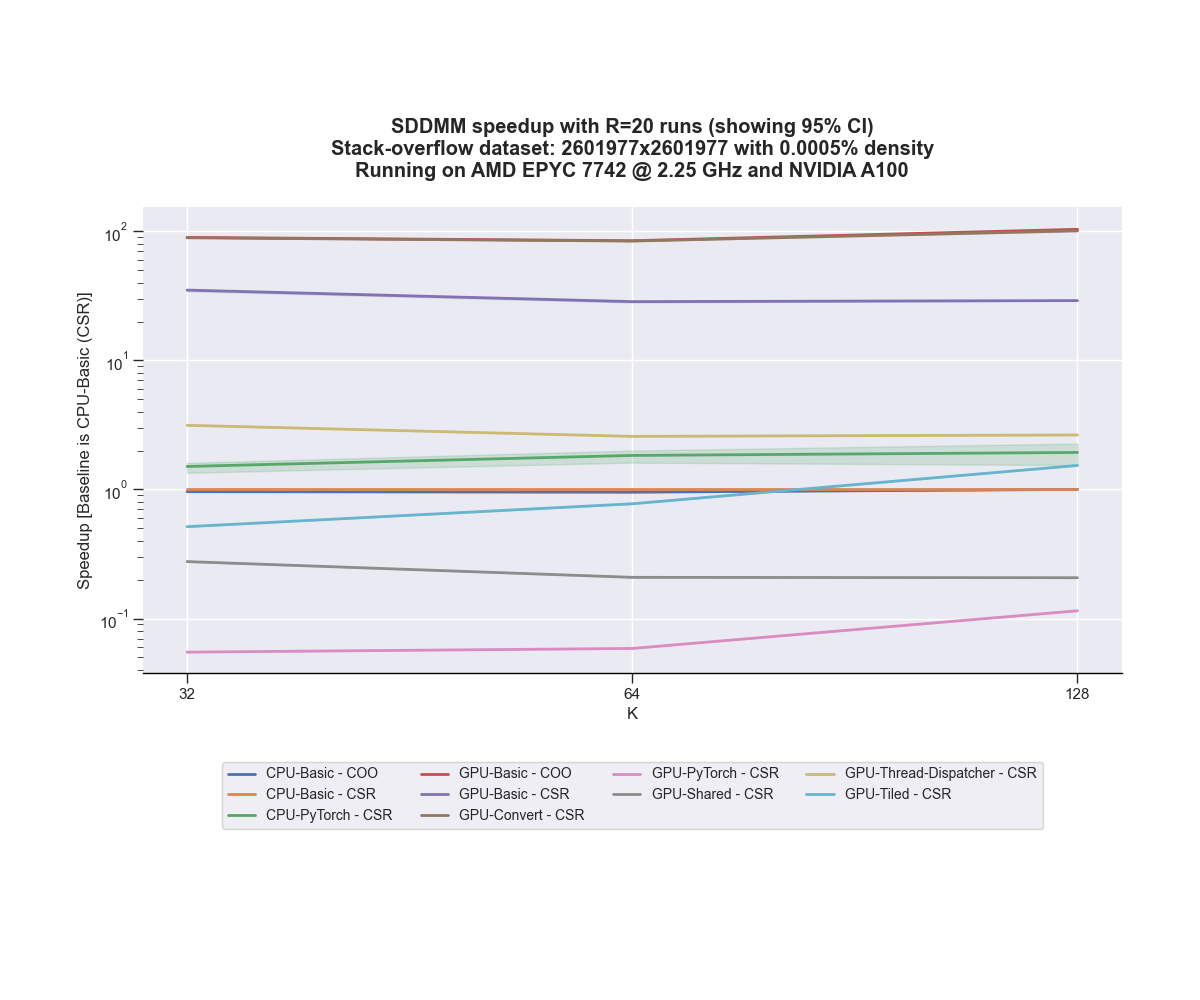 SDDMM speedup with R=20 runs (showing 95% CI)
Stack-overflow dataset: 2601977x2601977 with 0.0005% density
Running on AMD EPYC 7742 @ 2.25 GHz and NVIDIA A100
Speedup [Baseline is CPU-Basic (CSR)]
10^2
10^1
10^0
10^−1
32 64 128
K
CPU-Basic - COO GPU-Basic - COO GPU-PyTorch - CSR GPU-Thread-Dispatcher - CSR
CPU-Basic - CSR GPU-Basic - CSR GPU-Shared - CSR GPU-Tiled - CSR
CPU-PyTorch - CSR GPU-Convert - CSR